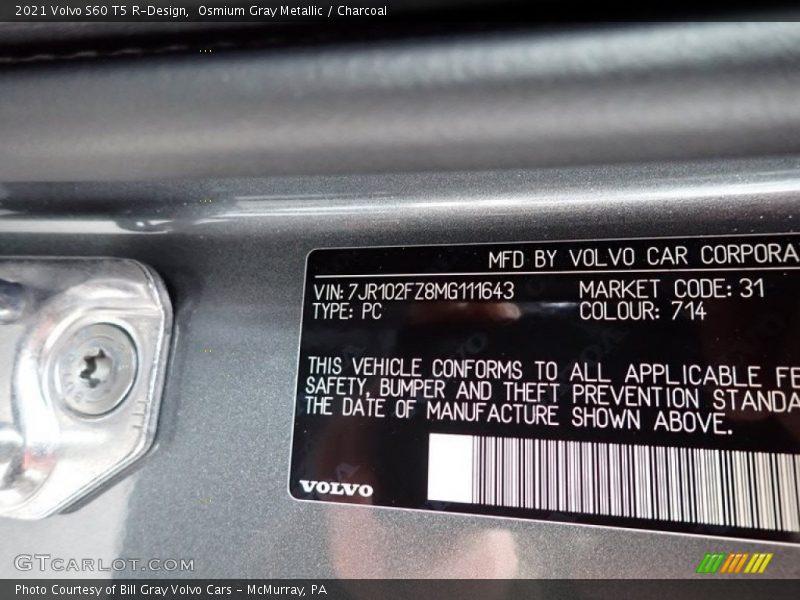 2021 Volvo S60 T5 R-Design, Osmium Gray Metallic / Charcoal
MFD BY VOLVO CAR CORPORA
VIN: 7JR102FZ8MG111643 MARKET CODE: 31
TYPE: PC COLOUR: 714
THIS VEHICLE CONFORMS TO ALL APPLICABLE FE
SAFETY, BUMPER AND THEFT PREVENTION STANDA
THE DATE OF MANUFACTURE SHOWN ABOVE.
VOLVO
GTCARLOT.COM
Photo Courtesy of Bill Gray Volvo Cars - McMurray, PA